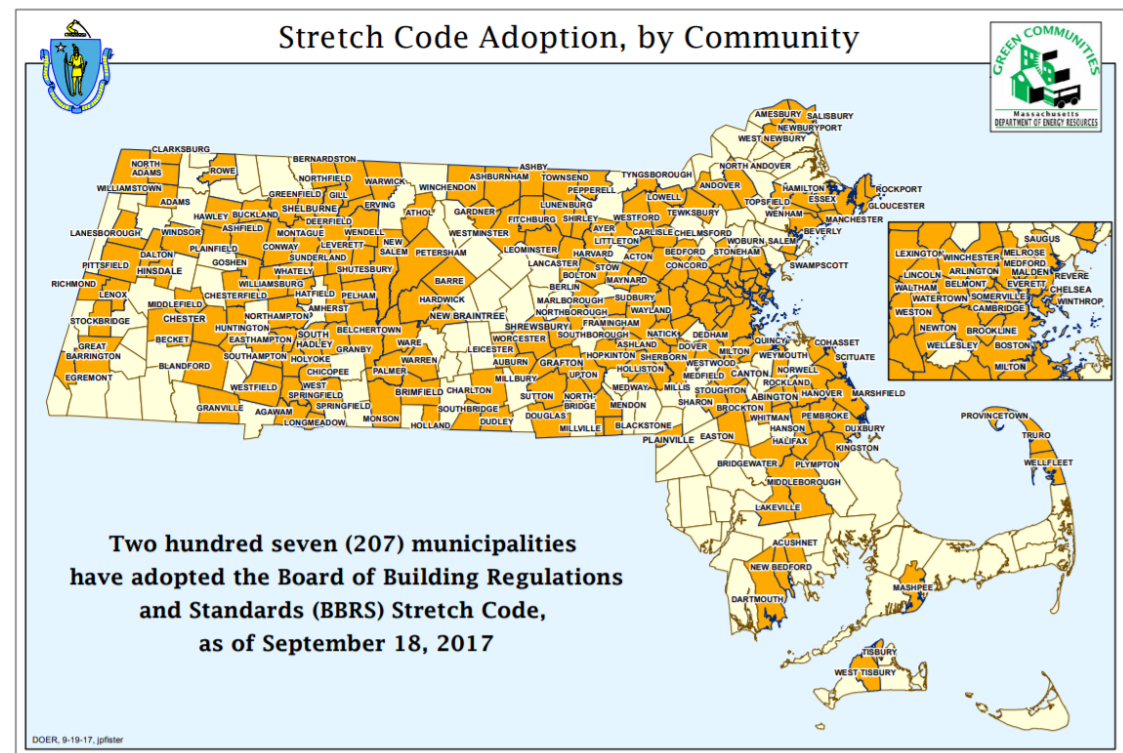 Stretch Code Adoption, by Community
GREEN COMMUNITIES
Massachusetts
DEPARTMENT OF ENERGY RESOURCES
AMESBURY
SALISBURY
NEWBURYPORT
WEST NEWBURY
CLARKSBURG
NORTH
ADAMS
ROWE
BERNARDSTON
NORTHFIELD
WARWICK
WINCHENDON
ASHBURNHAM
ASHBY
TOWNSEND
PEPPERELL
TYNGSBOROUGH
NORTH ANDOVER
ANDOVER
HAMILTON
ESSEX
ROCKPORT
GLOUCESTER
WILLIAMSTOWN
ADAMS
GREENFIELD
GILL
ERVING
ATHOL
GARDNER
LUNENBURG
LOWELL
TOPSFIELD
WENHAM
MANCHESTER
BEVERLY
HAWLEY
BUCKLAND
SHELBURNE
DEERFIELD
FITCHBURG
SHIRLEY
WESTFORD
TEWKSBURY
LANESBOROUGH
WINDSOR
ASHFIELD
MONTAGUE
WENDELL
WESTMINSTER
AYER
CARLISLE
CHELMSFORD
WOBURN
SALEM
DALTON
PLAINFIELD
CONWAY
LEVERETT
NEW
SALEM
PETERSHAM
LEOMINSTER
LITTLETON
HARVARD
ACTON
BEDFORD
STONEHAM
SWAMPSCOTT
PITTSFIELD
HINSDALE
GOSHEN
SUNDERLAND
WHATELY
SHUTESBURY
LANCASTER
BOLTON
STOW
MAYNARD
CONCORD
RICHMOND
LENOX
MIDDLEFIELD
CHESTERFIELD
WILLIAMSBURG
HATFIELD
PELHAM
AMHERST
BARRE
HARDWICK
BERLIN
MARLBOROUGH
NORTHBOROUGH
SUDBURY
WAYLAND
STOCKBRIDGE
CHESTER
NORTHAMPTON
NEW BRAINTREE
FRAMINGHAM
GREAT
BARRINGTON
BECKET
HUNTINGTON
EASTHAMPTON
SOUTH
HADLEY
BELCHERTOWN
SHREWSBURY
WORCESTER
SOUTHBOROUGH
NATICK
DEDHAM
QUINCY
COHASSET
EGREMONT
BLANDFORD
SOUTHAMPTON
HOLYOKE
GRANBY
WARE
LEICESTER
AUBURN
GRAFTON
HOPKINTON
ASHLAND
SHERBORN
DOVER
MILTON
WEYMOUTH
SCITUATE
WESTFIELD
CHICOPEE
PALMER
WARREN
MILLBURY
UPTON
HOLLISTON
WESTWOOD
MEDFIELD
CANTON
NORWELL
ROCKLAND
GRANVILLE
AGAWAM
WEST
SPRINGFIELD
SPRINGFIELD
BRIMFIELD
CHARLTON
SUTTON
NORTH-
BRIDGE
MEDWAY
MILLIS
STOUGHTON
ABINGTON
HANOVER
MARSHFIELD
LONGMEADOW
MONSON
HOLLAND
SOUTHBRIDGE
DUDLEY
DOUGLAS
MENDON
SHARON
BROCKTON
WHITMAN
PEMBROKE
DUXBURY
MILLVILLE
BLACKSTONE
PLAINVILLE
EASTON
HANSON
HALIFAX
KINGSTON
BRIDGEWATER
PLYMPTON
MIDDLEBOROUGH
LAKEVILLE
ACUSHNET
NEW BEDFORD
DARTMOUTH
PROVINCETOWN
TRURO
WELLFLEET
MASHPEE
TISBURY
WEST TISBURY
LEXINGTON
WINCHESTER
MELROSE
SAUGUS
MEDFORD
LINCOLN
ARLINGTON
MALDEN
REVERE
WALTHAM
BELMONT
EVERETT
CHELSEA
WATERTOWN
SOMERVILLE
WINTHROP
WESTON
CAMBRIDGE
NEWTON
BROOKLINE
WELLESLEY
BOSTON
MILTON
Two hundred seven (207) municipalities
have adopted the Board of Building Regulations
and Standards (BBRS) Stretch Code,
as of September 18, 2017
DOER, 9-19-17, jpfister